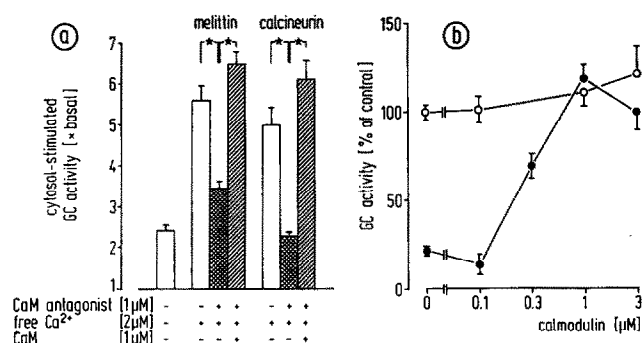 a
melittin calcineurin
* * * *
7
6
5
4
3
2
1
cytosol-stimulated
GC activity [× basal]
CaM antagonist [1µM] - - + + - + +
free Ca²⁺ [2µM] - + + + + + +
CaM [1µM] - - - + - - +
b
150
100
50
0
GC activity [% of control]
0 0.1 0.3 1 3
calmodulin [µM]